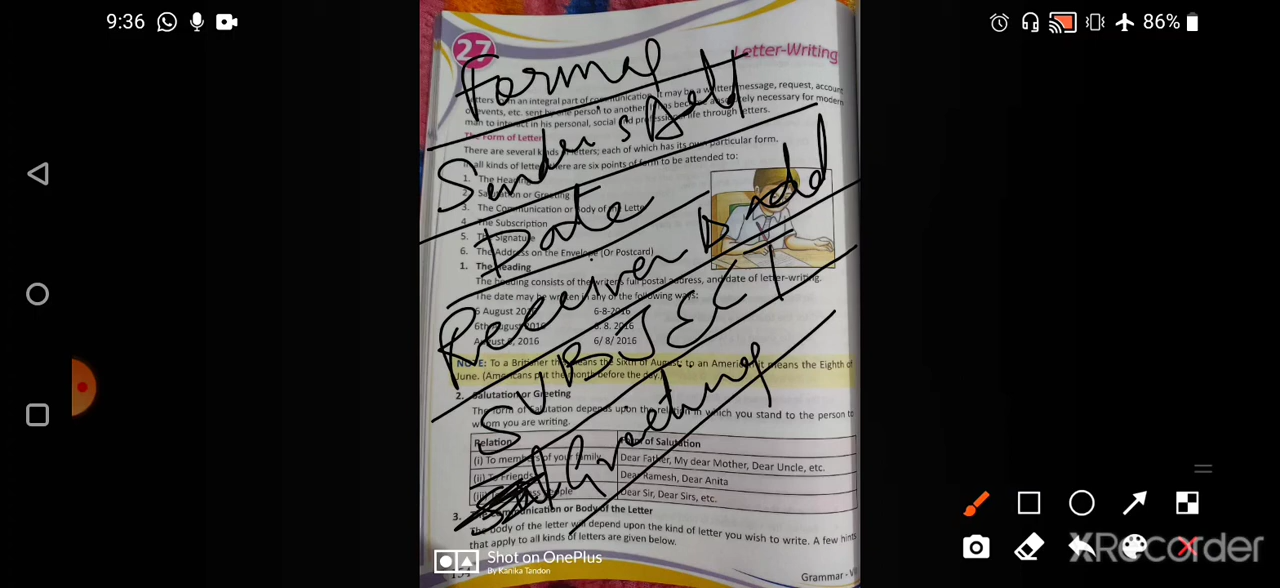 9:36
86%
27
Letter-Writing
Formal
Letters form an integral part of communication. It may be a written message, request, account
of events, etc. sent by one person to another. It has become absolutely necessary for modern
man to interact in his personal, social and professional life through letters.
Sender's Add
The Form of Letter
There are several kinds of letters; each of which has its own particular form.
In all kinds of letters there are six points of form to be attended to:
1. The Heading
2. Salutation or Greeting
3. The Communication or Body of the Letter
Date
4. The Subscription
5. The Signature
6. The Address on the Envelope (Or Postcard)
Receiver
1. The Heading
The heading consists of the writer's full postal address, and date of letter-writing.
The date may be written in any of the following ways:
6 August 2016 6-8-2016
6th August 2016 6. 8. 2016
August 6, 2016 6/ 8/ 2016
SUBJECT
NOTE: To a Britisher this means the Sixth of August, to an American it means the Eighth of
June. (Americans put the month before the day.)
2. Salutation or Greeting
The form of Salutation depends upon the relation in which you stand to the person to
whom you are writing.
Greeting
Relation Form of Salutation
(i) To members of your family Dear Father, My dear Mother, Dear Uncle, etc.
(ii) To Friends Dear Ramesh, Dear Anita
(iii) people Dear Sir, Dear Sirs, etc.
3. The Communication or Body of the Letter
The body of the letter will depend upon the kind of letter you wish to write. A few hints
that apply to all kinds of letters are given below.
Shot on OnePlus
By Kanika Tandon
Grammar -
XRecorder